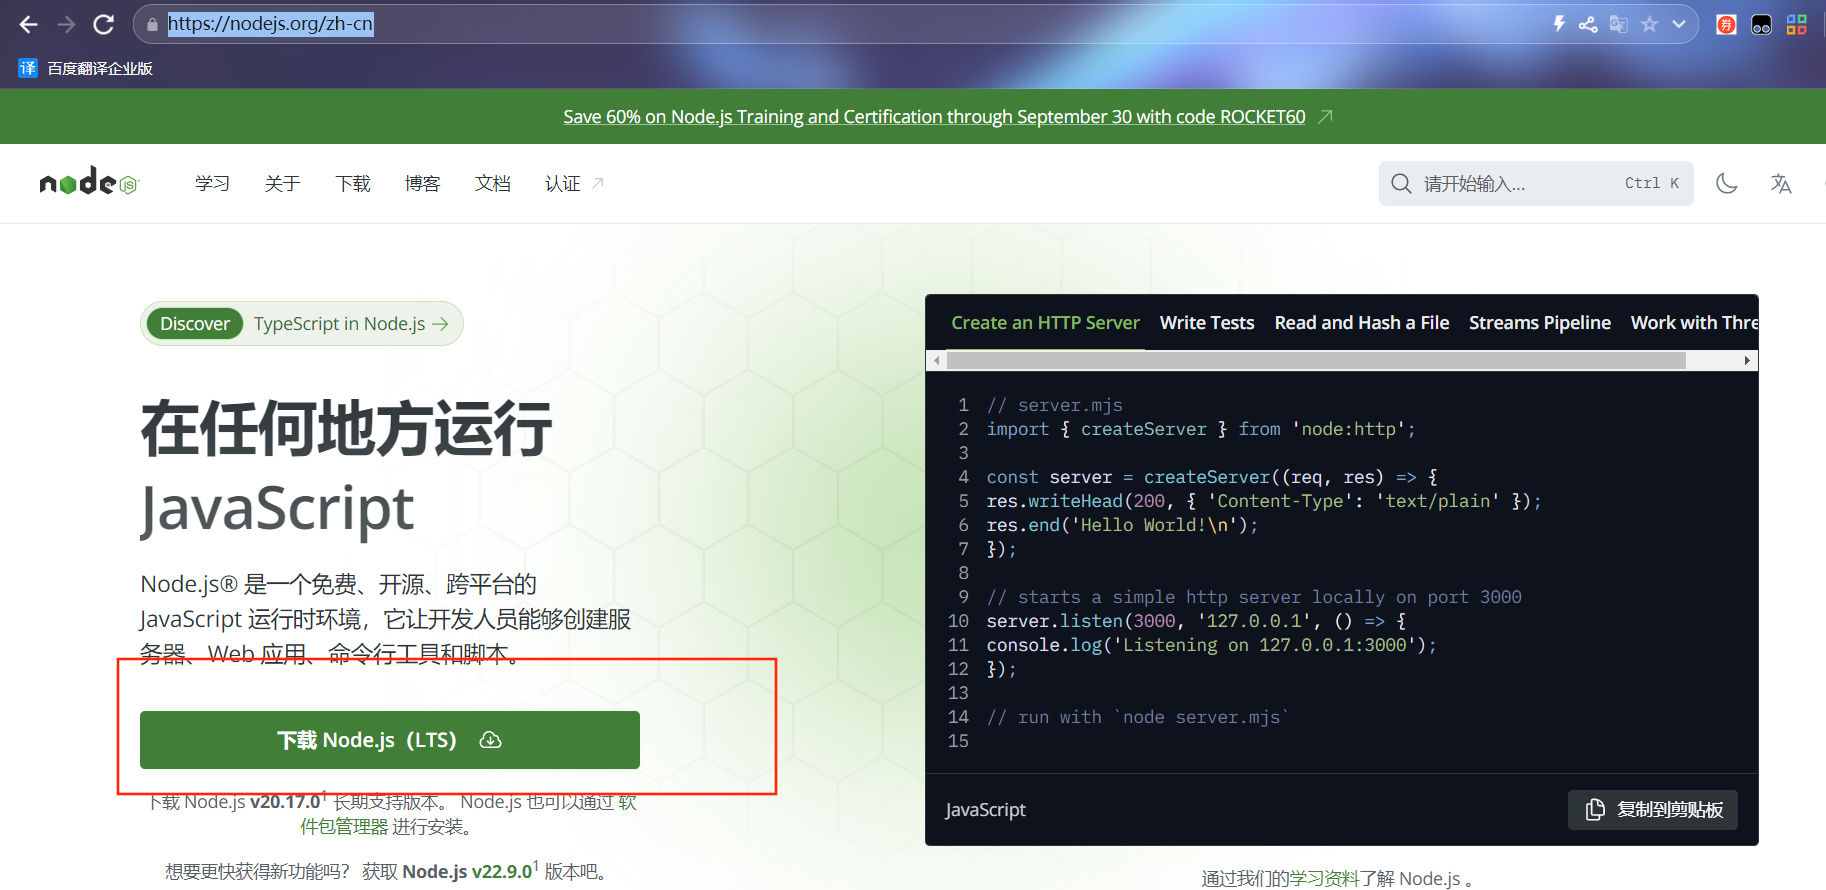 https://nodejs.org/zh-cn
券
译 百度翻译企业版
Save 60% on Node.js Training and Certification through September 30 with code ROCKET60
node JS
学习 关于 下载 博客 文档 认证
请开始输入... Ctrl K
Discover TypeScript in Node.js
在任何地方运行
JavaScript
Node.js® 是一个免费、开源、跨平台的
JavaScript 运行时环境，它让开发人员能够创建服
务器、Web 应用、命令行工具和脚本。
下载 Node.js（LTS）
下载 Node.js v20.17.0¹ 长期支持版本。 Node.js 也可以通过 软
件包管理器 进行安装。
想要更快获得新功能吗？ 获取 Node.js v22.9.0¹ 版本吧。
Create an HTTP Server Write Tests Read and Hash a File Streams Pipeline Work with Thre
1 // server.mjs
2 import { createServer } from 'node:http';
3
4 const server = createServer((req, res) => {
5 res.writeHead(200, { 'Content-Type': 'text/plain' });
6 res.end('Hello World!\n');
7 });
8
9 // starts a simple http server locally on port 3000
10 server.listen(3000, '127.0.0.1', () => {
11 console.log('Listening on 127.0.0.1:3000');
12 });
13
14 // run with `node server.mjs`
15
JavaScript 复制到剪贴板
通过我们的学习资料了解 Node.js 。